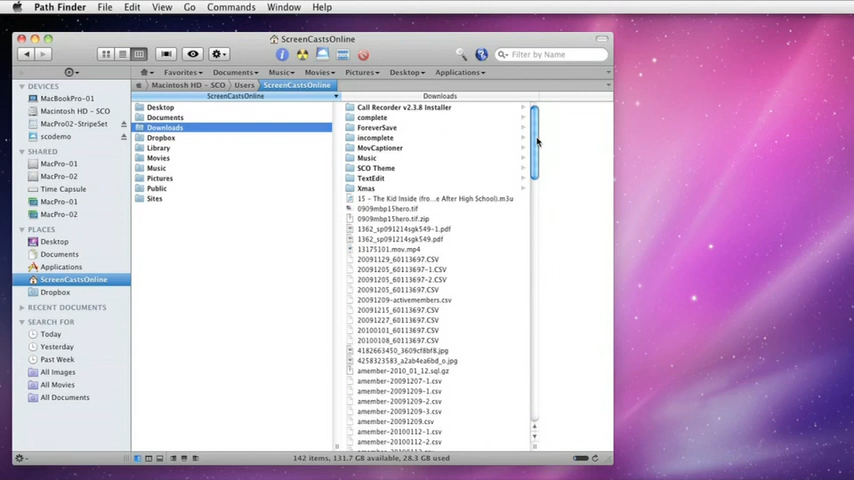 Path Finder File Edit View Go Commands Window Help
ScreenCastsOnline
Filter by Name
Favorites Documents Music Movies Pictures Desktop Applications
Macintosh HD - SCO Users ScreenCastsOnline
ScreenCastsOnline Downloads
DEVICES
MacBookPro-01
Macintosh HD - SCO
MacPro02-StripeSet
scodemo
SHARED
MacPro-01
MacPro-02
Time Capsule
MacPro-01
MacPro-02
PLACES
Desktop
Documents
Applications
ScreenCastsOnline
Dropbox
RECENT DOCUMENTS
SEARCH FOR
Today
Yesterday
Past Week
All Images
All Movies
All Documents
Desktop
Documents
Downloads
Dropbox
Library
Movies
Music
Pictures
Public
Sites
Call Recorder v2.3.8 Installer
complete
ForeverSave
incomplete
MovCaptioner
Music
SCO Theme
TextEdit
Xmas
15 - The Kid Inside (fro...e After High School).m3u
0909mbp15hero.tif
0909mbp15hero.tif.zip
1362_sp091214sgk549-1.pdf
1362_sp091214sgk549.pdf
13175101.mov.mp4
20091129_60113697.CSV
20091205_60113697-1.CSV
20091205_60113697-2.CSV
20091205_60113697.CSV
20091209-activemembers.csv
20091215_60113697.CSV
20091227_60113697.CSV
20100101_60113697.CSV
20100108_60113697.CSV
4182663450_3609cf8bf8.jpg
4258323583_a2ab4ea6bd_o.jpg
amember-2010_01_12.sql.gz
amember-20091207-1.csv
amember-20091209-1.csv
amember-20091209-2.csv
amember-20091209-3.csv
amember-20091209.csv
amember-20100112-1.csv
amember-20100112-2.csv
142 items, 131.7 GB available, 28.3 GB used